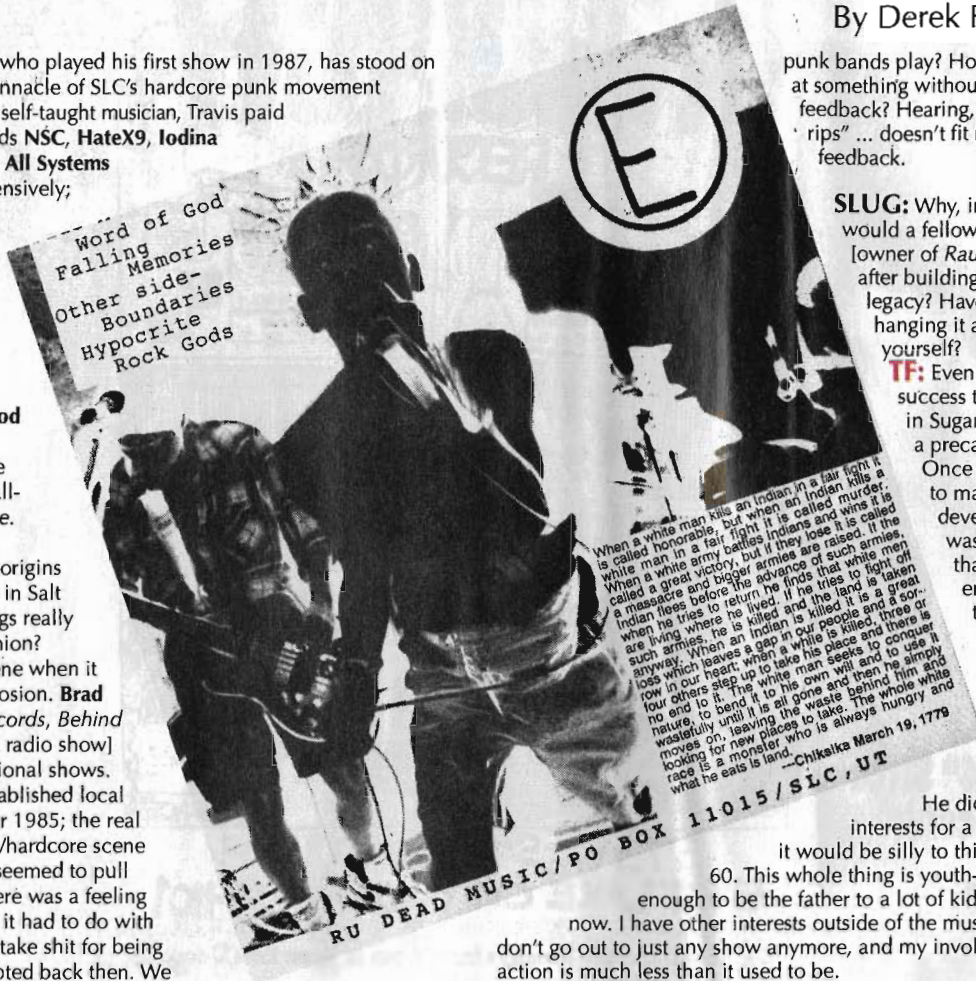 By Derek F
who played his first show in 1987, has stood on
nnacle of SLC's hardcore punk movement
self-taught musician, Travis paid
ds NSC, HateX9, Iodina
All Systems
ensively;
od
e
ll-
e.
origins
in Salt
gs really
nion?
ne when it
osion. Brad
cords, Behind
radio show]
ional shows.
ablished local
r 1985; the real
/hardcore scene
seemed to pull
ere was a feeling
it had to do with
take shit for being
pted back then. We
Word of God
Falling
Memories
Other side-
Boundaries
Hypocrite
Rock Gods
E
When a white man kills an Indian in a fair fight it
is called honorable, but when an Indian kills a
white man in a fair fight it is called murder.
When a white army battles Indians and wins it is
called a great victory, but if they lose it is called
a massacre and bigger armies are raised. If the
Indian flees before the advance of such armies,
when he tries to return he finds that white men
are living where he lived. If he tries to fight off
such armies, he is killed and the land is taken
anyway. When an Indian is killed it is a great
loss which leaves a gap in our people and a sor-
row in our heart; when a white is killed, three or
four others step up to take his place and there is
no end to it. The white man seeks to conquer
nature, to bend it to his own will and to use it
wastefully until it is all gone and then he simply
moves on, leaving the waste behind him and
looking for new places to take. The whole white
race is a monster who is always hungry and
what he eats is land.
—Chiksika March 19, 1779
RU DEAD MUSIC/PO BOX 11015/SLC, UT
punk bands play? Ho
at something withou
feedback? Hearing,
rips" ... doesn't fit
feedback.
SLUG: Why, i
would a fellow
[owner of Rau
after building
legacy? Hav
hanging it a
yourself?
TF: Even
success t
in Sugar
a preca
Once
to ma
deve
was
tha
er
t
He di
interests for a
it would be silly to thi
60. This whole thing is youth-
enough to be the father to a lot of kid
now. I have other interests outside of the mus
don't go out to just any show anymore, and my invol
action is much less than it used to be.